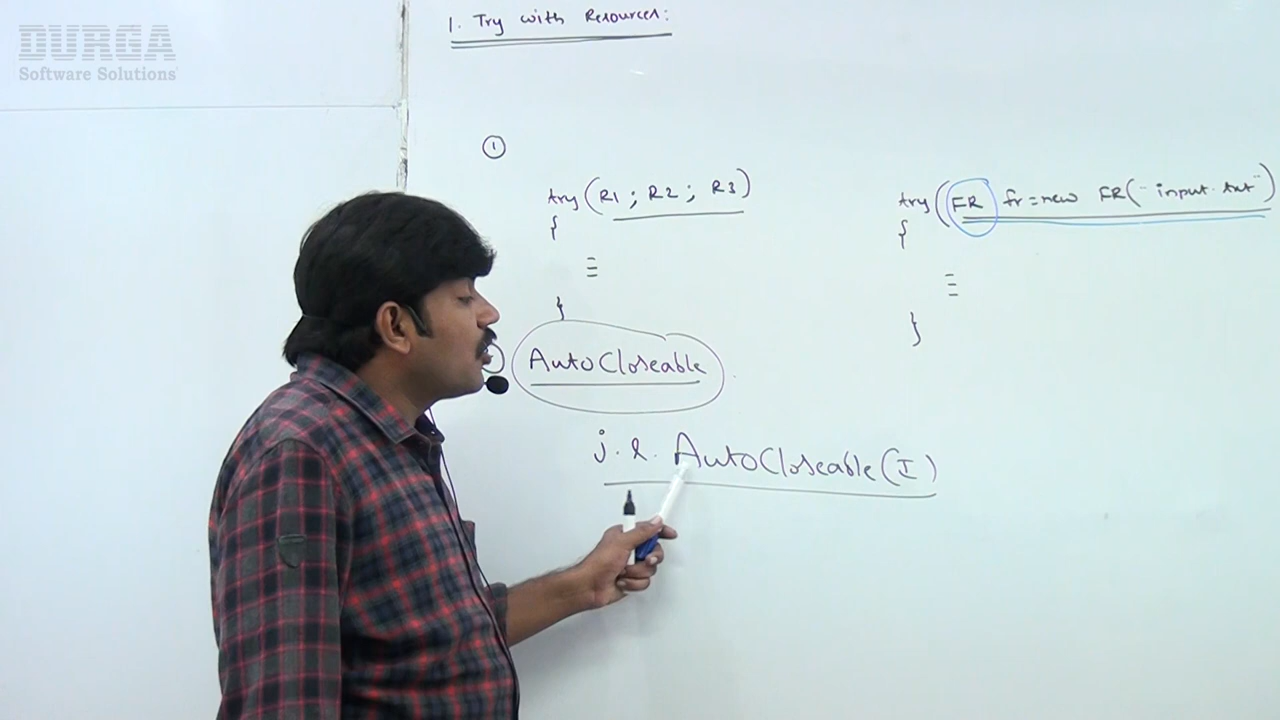 DURGA
Software Solutions
1. Try with Resources:
①
try (R1 ; R2 ; R3)
{
≡
}
try ((FR fr = new FR("input.txt")
{
≡
}
AutoCloseable
j.l. AutoCloseable(I)